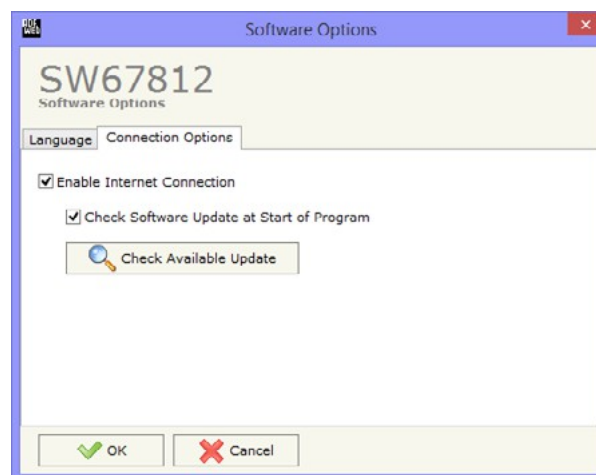 Software Options
SW67812
Software Options
Language
Connection Options
Enable Internet Connection
Check Software Update at Start of Program
Check Available Update
OK
Cancel